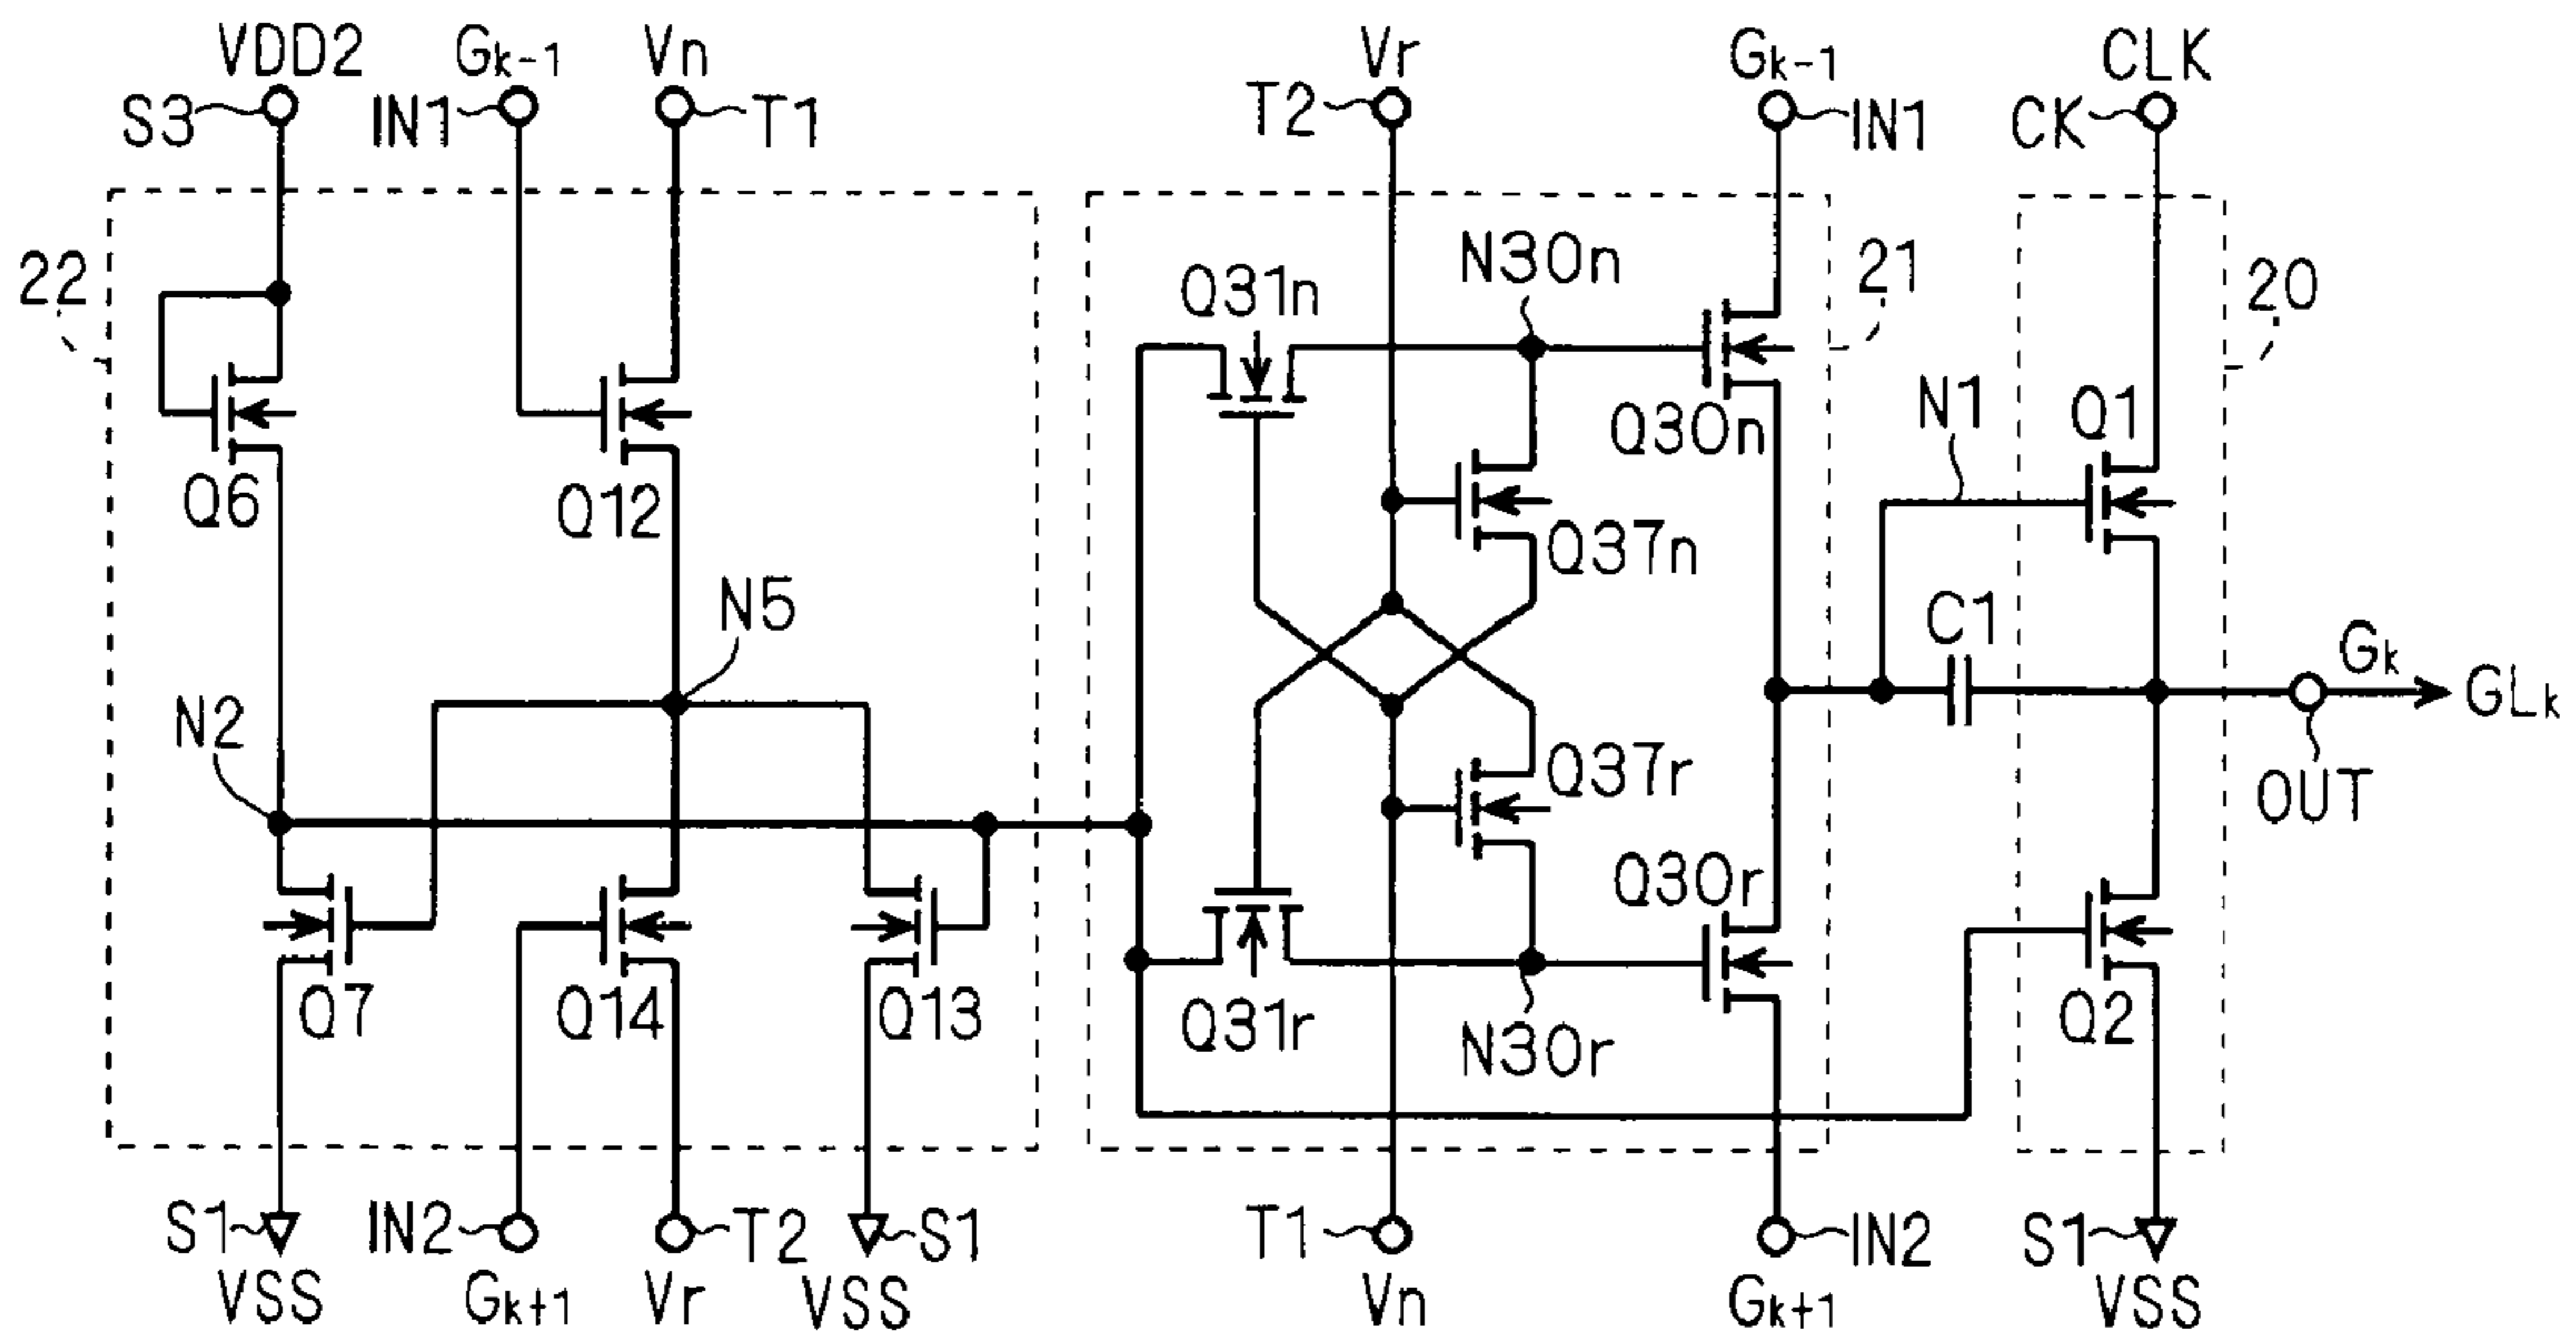 VDD2 Gk-1 Vn Vr Gk-1 CLK
S3 IN1 T1 T2 IN1 CK
22 Q31n N30n 21 20
Q6 Q12 Q30n N1 Q1
Q37n
N5 C1
N2 Gk GLk
Q37r OUT
Q30r
Q7 Q14 Q13 Q31r N30r Q2
S1 IN2 T2 S1 T1 IN2 S1
VSS Gk+1 Vr VSS Vn Gk+1 VSS